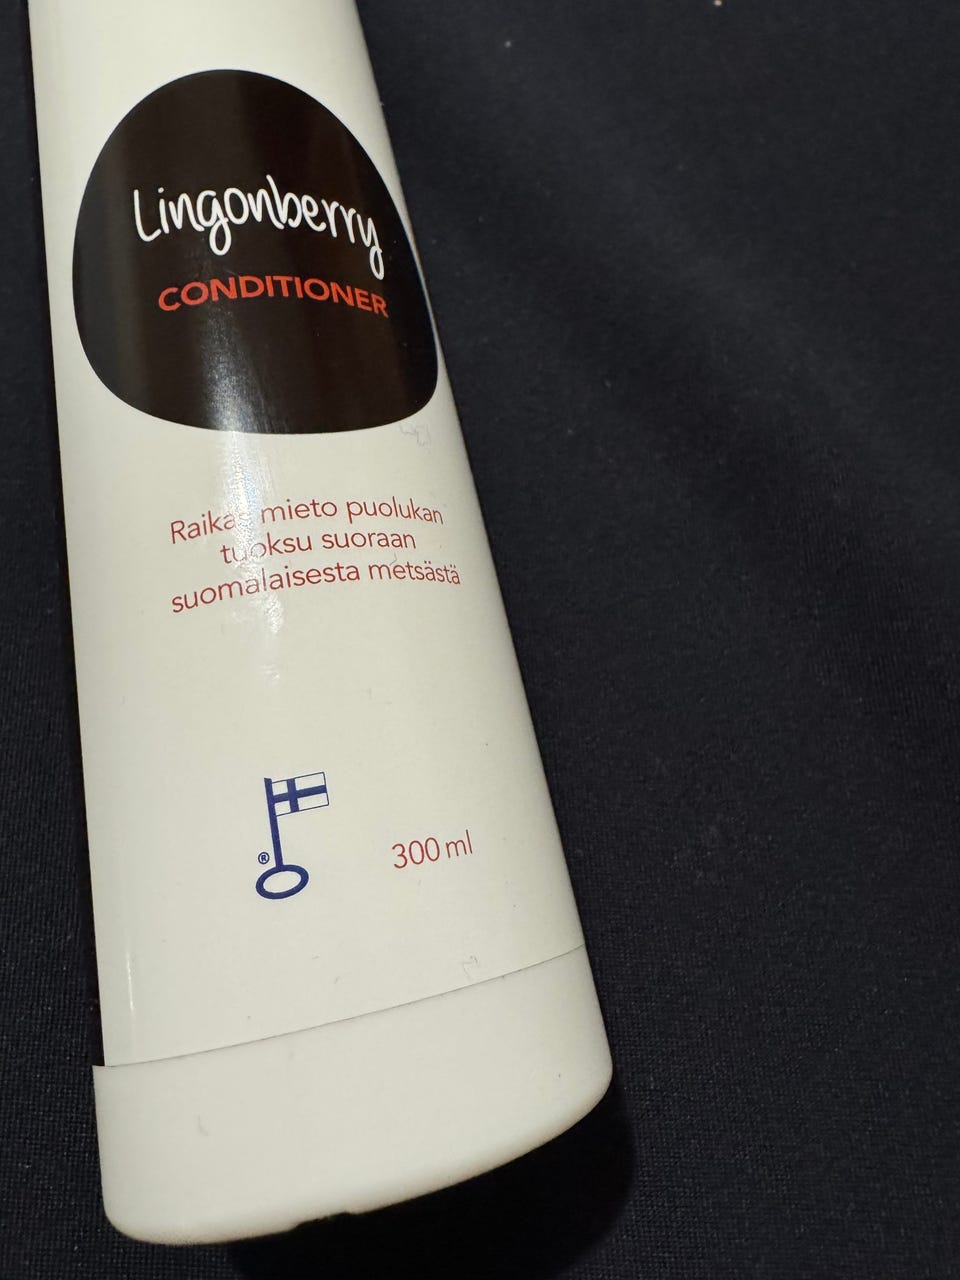 Lingonberry
CONDITIONER
Raikas mieto puolukan
tuoksu suoraan
suomalaisesta metsästä
®
300 ml